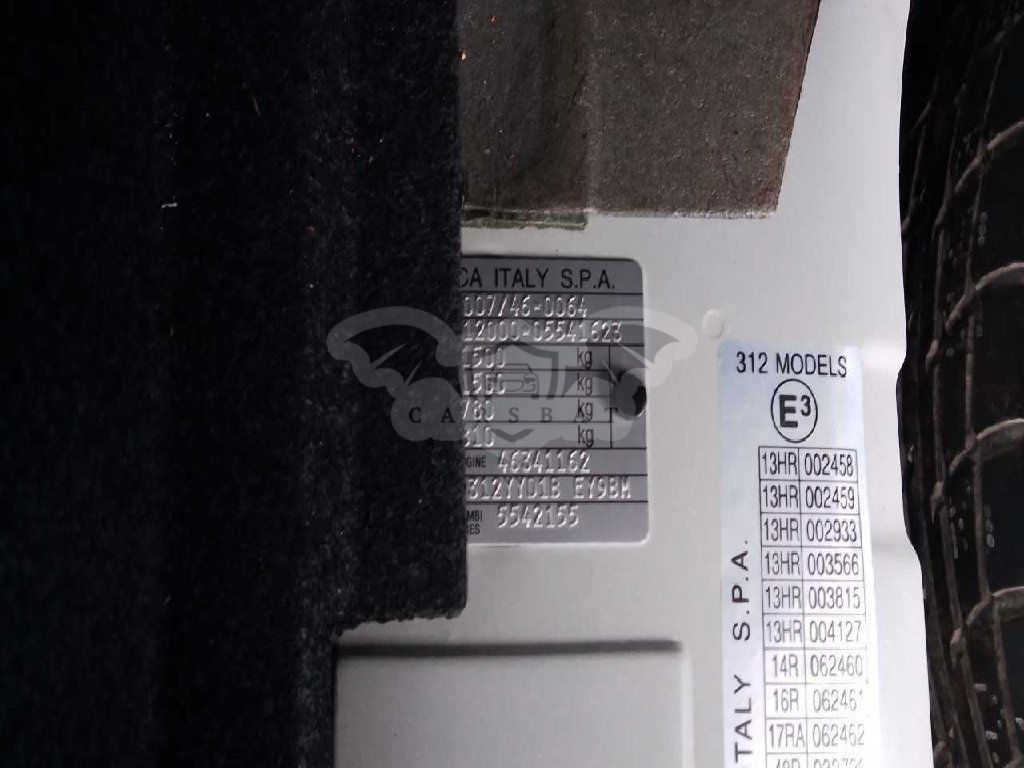 CA ITALY S.P.A.
007/46-0064
12000-05541623
1500 kg
1550 kg
780 kg
810 kg
46341162
312YYD1B EY9BM
5542155
CARSBAT
312 MODELS
E3
13HR 002458
13HR 002459
13HR 002933
13HR 003566
13HR 003815
13HR 004127
14R 062460
16R 062461
17RA 062462
ITALY S.P.A.